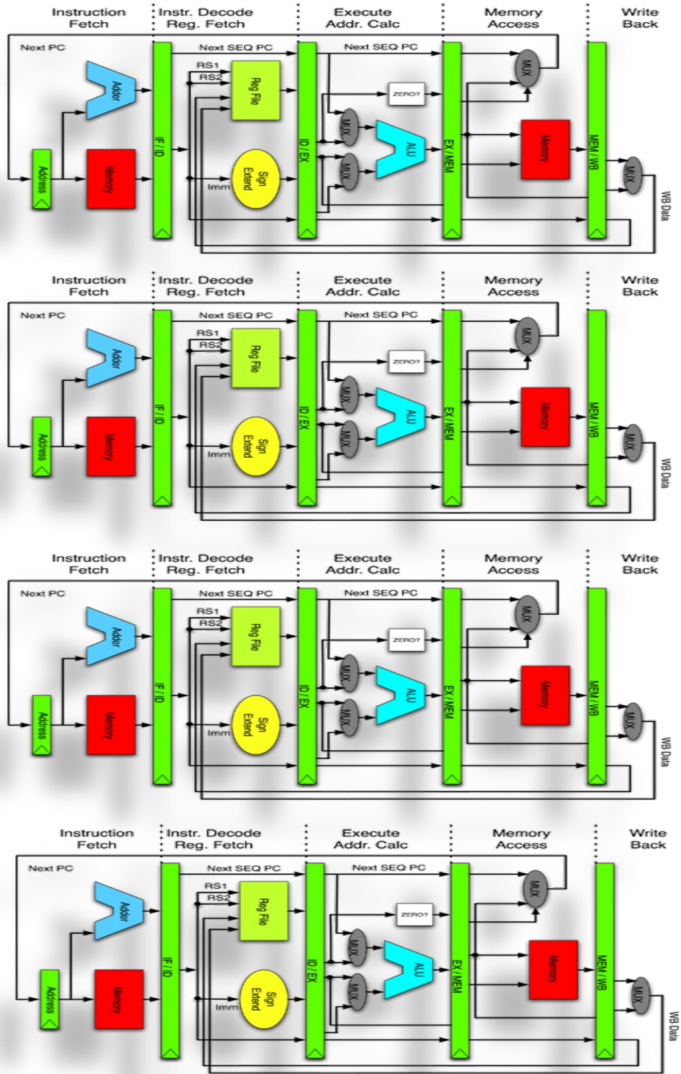 Instruction Fetch
Instr. Decode Reg. Fetch
Execute Addr. Calc
Memory Access
Write Back
Next PC
Next SEQ PC
Next SEQ PC
RS1
RS2
Imm
Adder
Address
Memory
IF / ID
Reg File
Sign Extend
ID / EX
MUX
MUX
ZERO?
ALU
EX / MEM
MUX
Memory
MEM / WB
MUX
WB Data
Instruction Fetch
Instr. Decode Reg. Fetch
Execute Addr. Calc
Memory Access
Write Back
Next PC
Next SEQ PC
Next SEQ PC
RS1
RS2
Imm
Adder
Address
Memory
IF / ID
Reg File
Sign Extend
ID / EX
MUX
MUX
ZERO?
ALU
EX / MEM
MUX
Memory
MEM / WB
MUX
WB Data
Instruction Fetch
Instr. Decode Reg. Fetch
Execute Addr. Calc
Memory Access
Write Back
Next PC
Next SEQ PC
Next SEQ PC
RS1
RS2
Imm
Adder
Address
Memory
IF / ID
Reg File
Sign Extend
ID / EX
MUX
MUX
ZERO?
ALU
EX / MEM
MUX
Memory
MEM / WB
MUX
WB Data
Instruction Fetch
Instr. Decode Reg. Fetch
Execute Addr. Calc
Memory Access
Write Back
Next PC
Next SEQ PC
Next SEQ PC
RS1
RS2
Imm
Adder
Address
Memory
IF / ID
Reg File
Sign Extend
ID / EX
MUX
MUX
ZERO?
ALU
EX / MEM
MUX
Memory
MEM / WB
MUX
WB Data